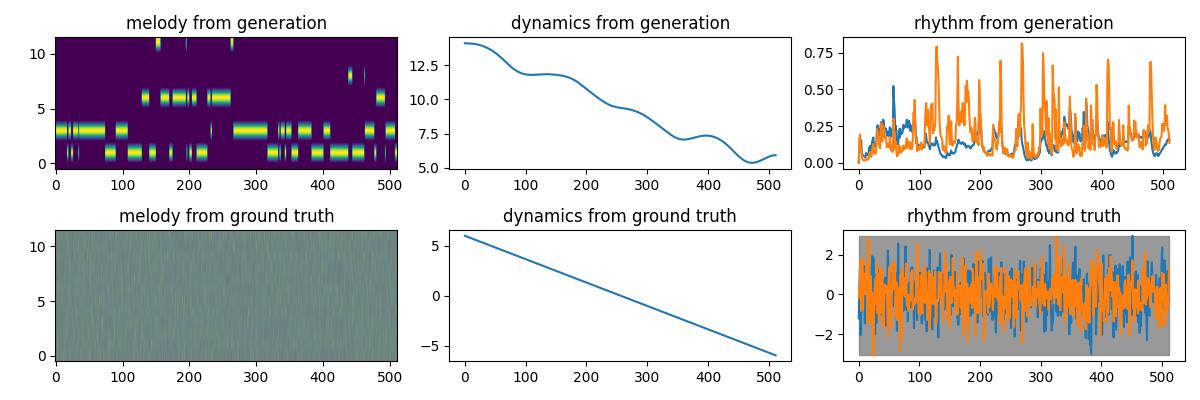 melody from generation
10
5
0
0 100 200 300 400 500
dynamics from generation
12.5
10.0
7.5
5.0
0 100 200 300 400 500
rhythm from generation
0.75
0.50
0.25
0.00
0 100 200 300 400 500
melody from ground truth
10
5
0
0 100 200 300 400 500
dynamics from ground truth
5
0
−5
0 100 200 300 400 500
rhythm from ground truth
2
0
−2
0 100 200 300 400 500